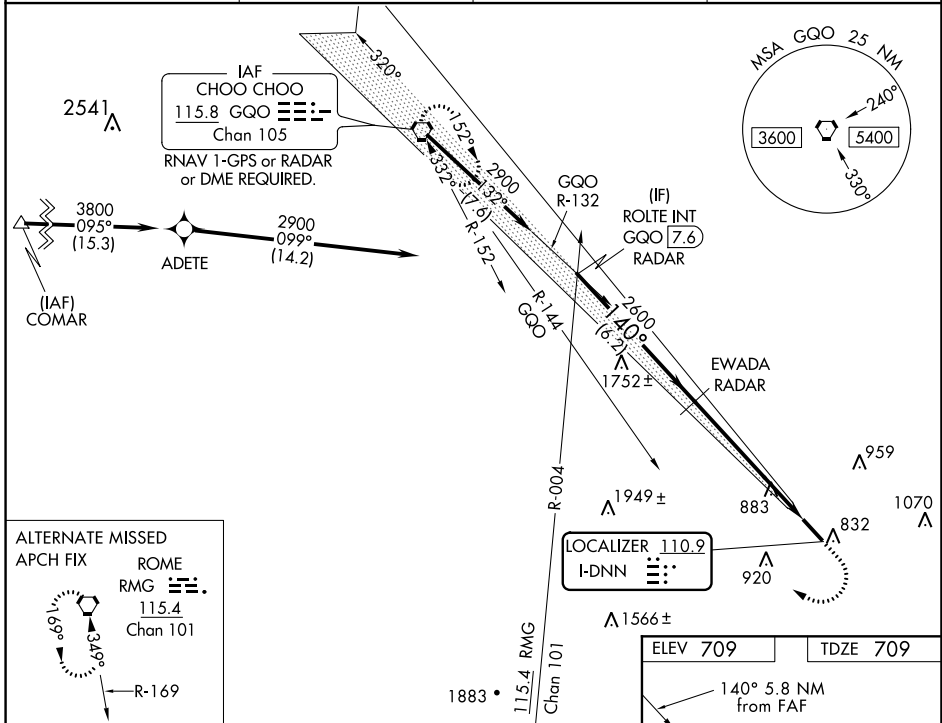 MSA GQO 25 NM
240°
3600
5400
330°
320°
IAF
CHOO CHOO
115.8 GQO
Chan 105
RNAV 1-GPS or RADAR
or DME REQUIRED.
2541
152°
332°
2900
132°
(7.6)
R-152
GQO
R-144
GQO
R-132
(IF)
ROLTE INT
GQO 7.6
RADAR
3800
095°
(15.3)
ADETE
2900
099°
(14.2)
(IAF)
COMAR
2600
140°
(6.2)
1752±
EWADA
RADAR
R-004
1949±
883
959
1070
832
920
LOCALIZER 110.9
I-DNN
1566±
ALTERNATE MISSED
APCH FIX
ROME
RMG
115.4
Chan 101
169°
349°
R-169
1883
115.4 RMG
Chan 101
ELEV 709
TDZE 709
140° 5.8 NM
from FAF